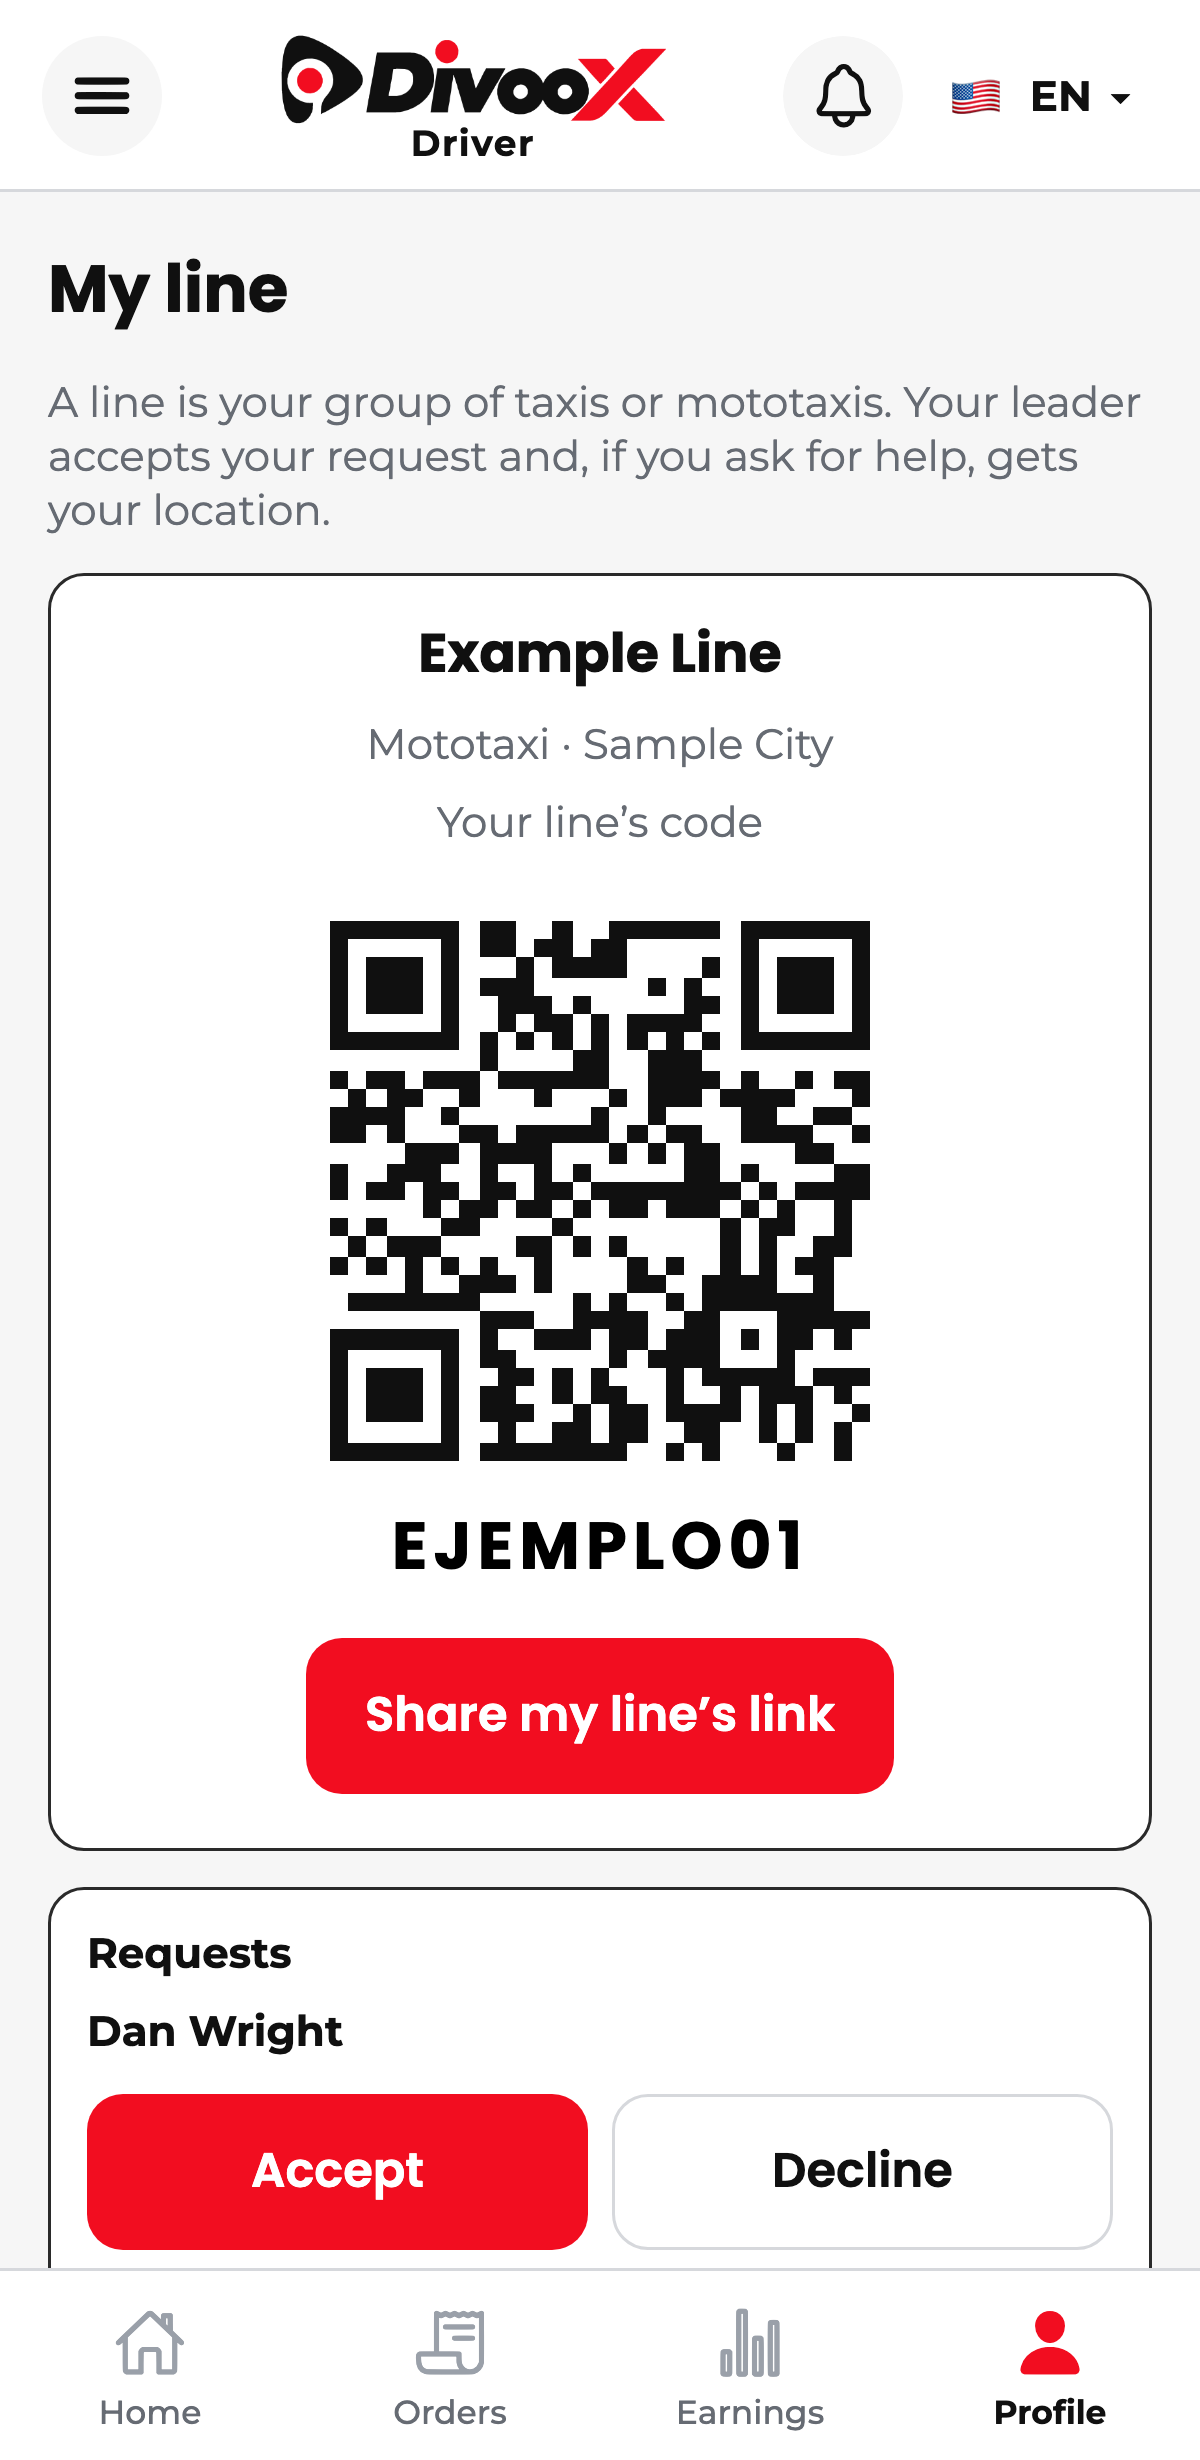 DivooX
Driver
EN
My line
A line is your group of taxis or mototaxis. Your leader
accepts your request and, if you ask for help, gets
your location.
Example Line
Mototaxi · Sample City
Your line’s code
EJEMPLO01
Share my line’s link
Requests
Dan Wright
Accept
Decline
Home
Orders
Earnings
Profile